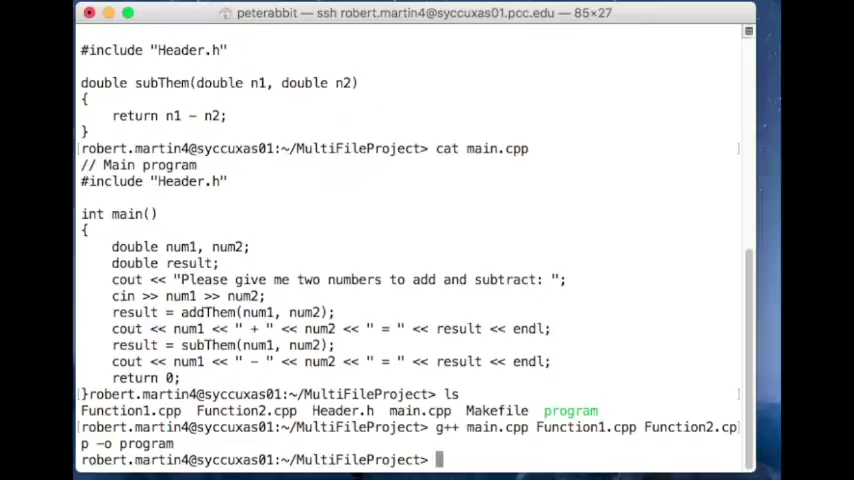 peterabbit — ssh robert.martin4@syccuxas01.pcc.edu — 85×27
#include "Header.h"
double subThem(double n1, double n2)
{
    return n1 - n2;
}
[robert.martin4@syccuxas01:~/MultiFileProject> cat main.cpp ]
// Main program
#include "Header.h"
int main()
{
    double num1, num2;
    double result;
    cout << "Please give me two numbers to add and subtract: ";
    cin >> num1 >> num2;
    result = addThem(num1, num2);
    cout << num1 << " + " << num2 << " = " << result << endl;
    result = subThem(num1, num2);
    cout << num1 << " - " << num2 << " = " << result << endl;
    return 0;
[}robert.martin4@syccuxas01:~/MultiFileProject> ls ]
Function1.cpp  Function2.cpp  Header.h  main.cpp  Makefile  program
[robert.martin4@syccuxas01:~/MultiFileProject> g++ main.cpp Function1.cpp Function2.cp]
p -o program
robert.martin4@syccuxas01:~/MultiFileProject>